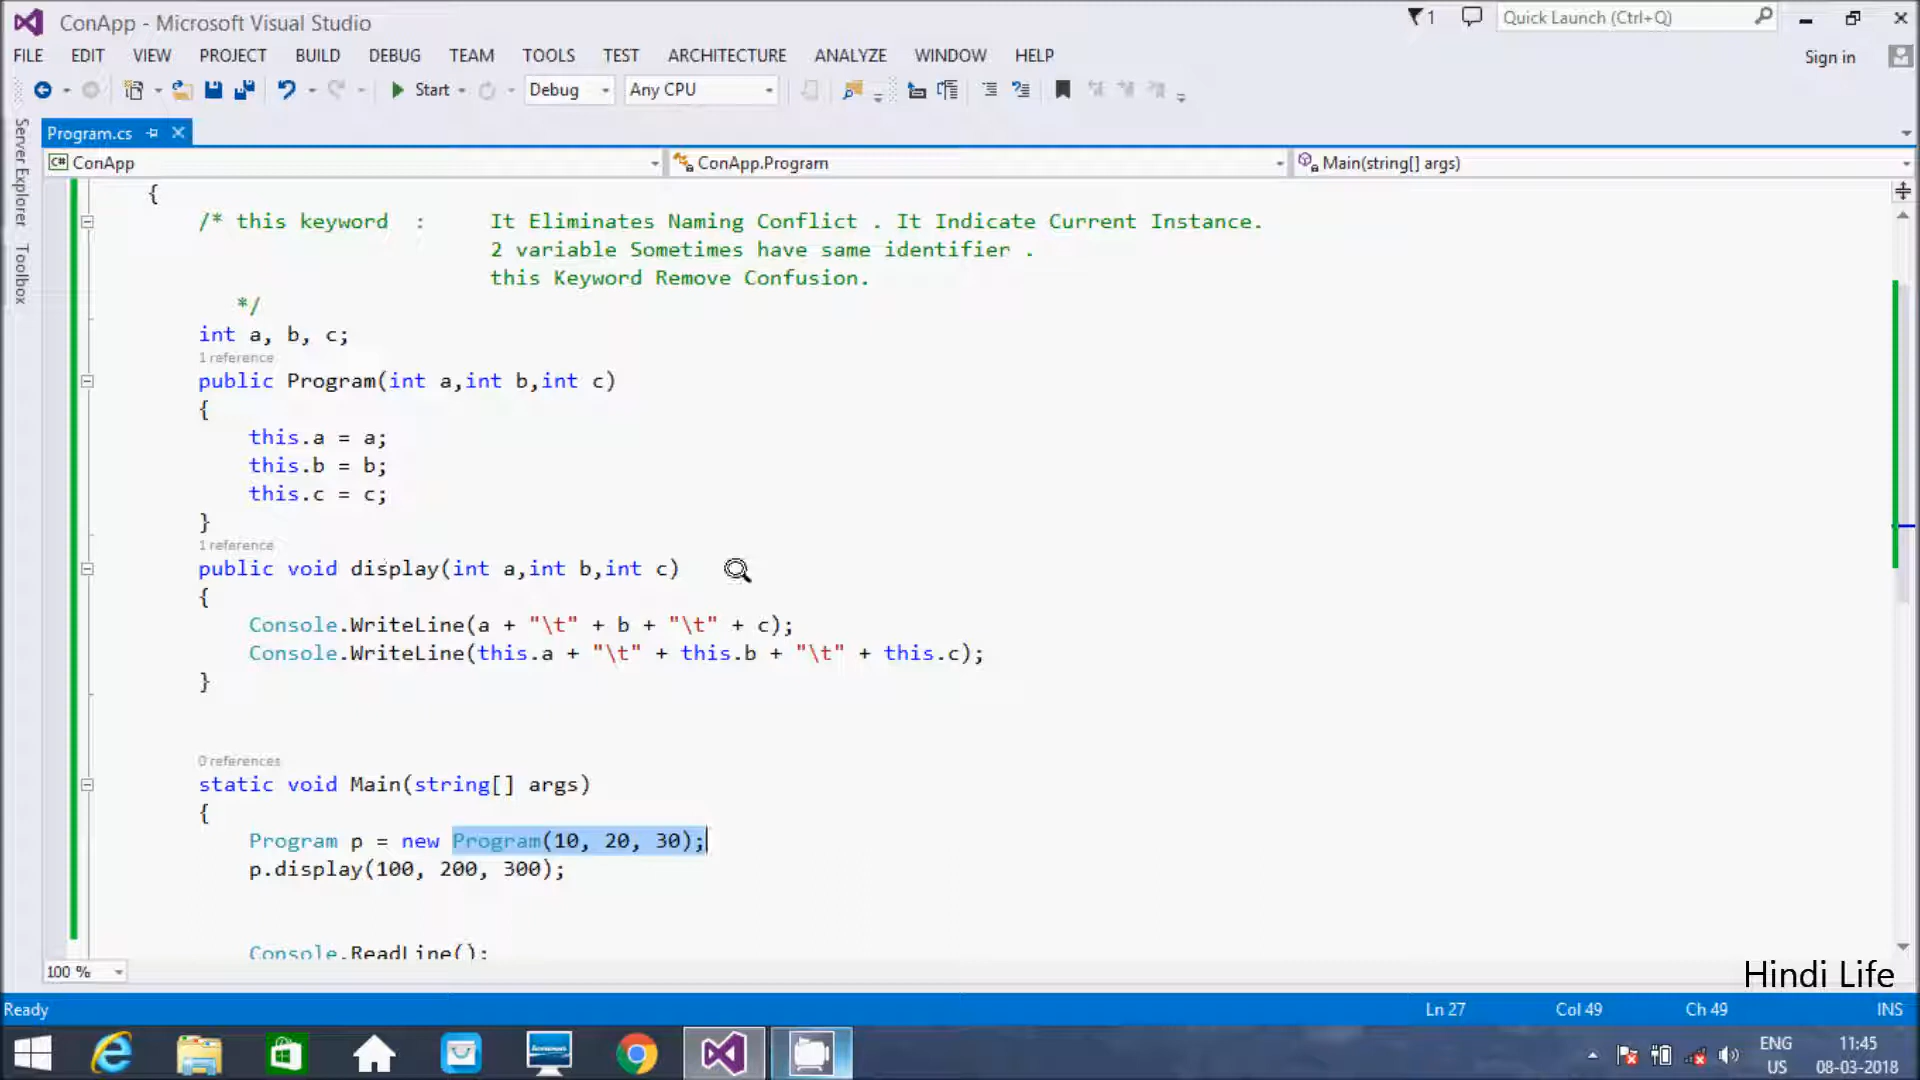 ConApp - Microsoft Visual Studio
1
Quick Launch (Ctrl+Q)
FILE EDIT VIEW PROJECT BUILD DEBUG TEAM TOOLS TEST ARCHITECTURE ANALYZE WINDOW HELP
Sign in
Start
Debug
Any CPU
Server Explorer
Toolbox
Program.cs
C# ConApp
ConApp.Program
Main(string[] args)
{
/* this keyword : It Eliminates Naming Conflict . It Indicate Current Instance.
2 variable Sometimes have same identifier .
this Keyword Remove Confusion.
*/
int a, b, c;
1 reference
public Program(int a,int b,int c)
{
this.a = a;
this.b = b;
this.c = c;
}
1 reference
public void display(int a,int b,int c)
{
Console.WriteLine(a + "\t" + b + "\t" + c);
Console.WriteLine(this.a + "\t" + this.b + "\t" + this.c);
}
0 references
static void Main(string[] args)
{
Program p = new Program(10, 20, 30);
p.display(100, 200, 300);
Console.ReadLine();
100 %
Hindi Life
Ready
Ln 27
Col 49
Ch 49
INS
ENG
US
11:45
08-03-2018